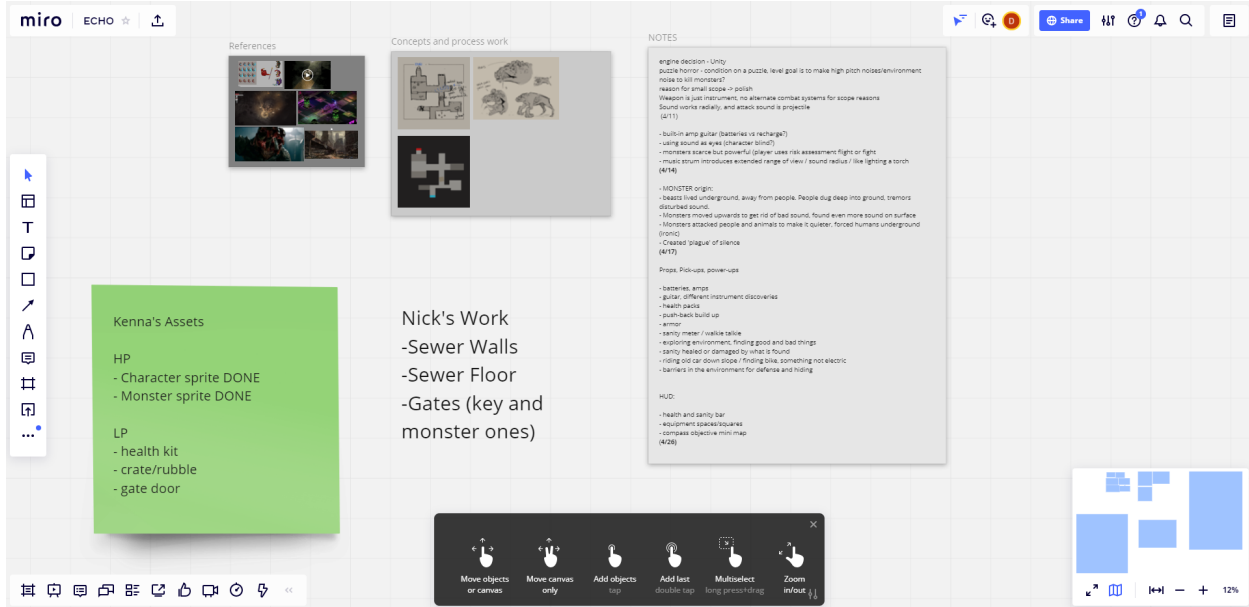 miro
ECHO
D
Share
1
References
Concepts and process work
NOTES
engine decision - Unity
puzzle horror - condition on a puzzle, level goal is to make high pitch noises/environment
noise to kill monsters?
reason for small scope -> polish
Weapon is just instrument, no alternate combat systems for scope reasons
Sound works radially, and attack sound is projectile
(4/11)
- built-in amp guitar (batteries vs recharge?)
- using sound as eyes (character blind?)
- monsters scarce but powerful (player uses risk assessment flight or fight
- music strum introduces extended range of view / sound radius / like lighting a torch
(4/14)
- MONSTER origin:
- beasts lived underground, away from people. People dug deep into ground, tremors
disturbed sound.
- Monsters moved upwards to get rid of bad sound, found even more sound on surface
- Monsters attacked people and animals to make it quieter, forced humans underground
(ironic)
- Created 'plague' of silence
(4/17)
Props, Pick-ups, power-ups
- batteries, amps
- guitar, different instrument discoveries
- health packs
- push-back build up
- armor
- sanity meter / walkie talkie
- exploring environment, finding good and bad things
- sanity healed or damaged by what is found
- riding old car down slope / finding bike, something not electric
- barriers in the environment for defense and hiding
HUD:
- health and sanity bar
- equipment spaces/squares
- compass objective mini map
(4/26)
Kenna's Assets
HP
- Character sprite DONE
- Monster sprite DONE
LP
- health kit
- crate/rubble
- gate door
Nick's Work
-Sewer Walls
-Sewer Floor
-Gates (key and
monster ones)
Move objects
or canvas
Move canvas
only
Add objects
tap
Add last
double tap
Multiselect
long press+drag
Zoom
in/out
12%